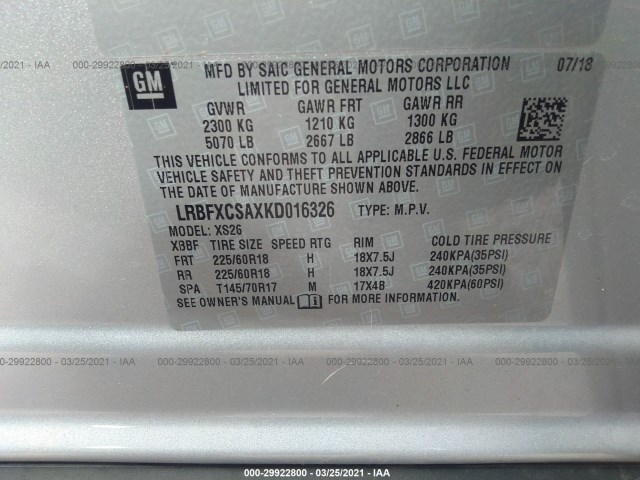 000-29922800 - 03/25/2021 - IAA
GM
MFD BY SAIC GENERAL MOTORS CORPORATION 07/18
LIMITED FOR GENERAL MOTORS LLC
GVWR GAWR FRT GAWR RR
2300 KG 1210 KG 1300 KG
5070 LB 2667 LB 2866 LB
THIS VEHICLE CONFORMS TO ALL APPLICABLE U.S. FEDERAL MOTOR
VEHICLE SAFETY AND THEFT PREVENTION STANDARDS IN EFFECT ON THE
DATE OF MANUFACTURE SHOWN ABOVE.
LRBFXCSAXKD016326 TYPE: M.P.V.
MODEL: XS26
XBBF TIRE SIZE SPEED RTG RIM COLD TIRE PRESSURE
FRT 225/60R18 H 18X7.5J 240KPA(35PSI)
RR 225/60R18 H 18X7.5J 240KPA(35PSI)
SPA T145/70R17 M 17X4B 420KPA(60PSI)
SEE OWNER'S MANUAL FOR MORE INFORMATION
000-29922800 - 03/25/2021 - IAA
000-29922800 - 03/25/2021 - IAA